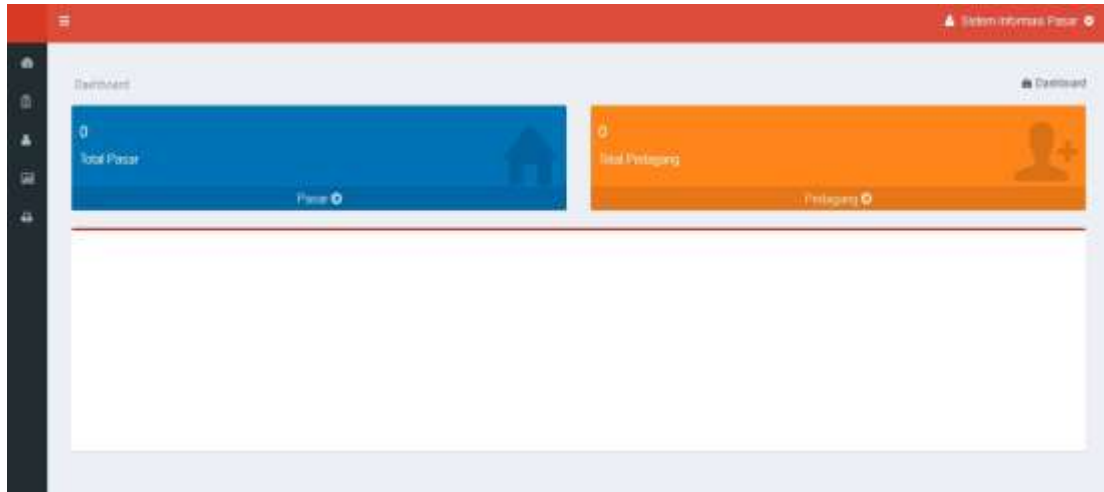 Sistem Informasi Pasar
Dashboard
Dashboard
0
Total Pasar
Pasar
0
Total Pedagang
Pedagang